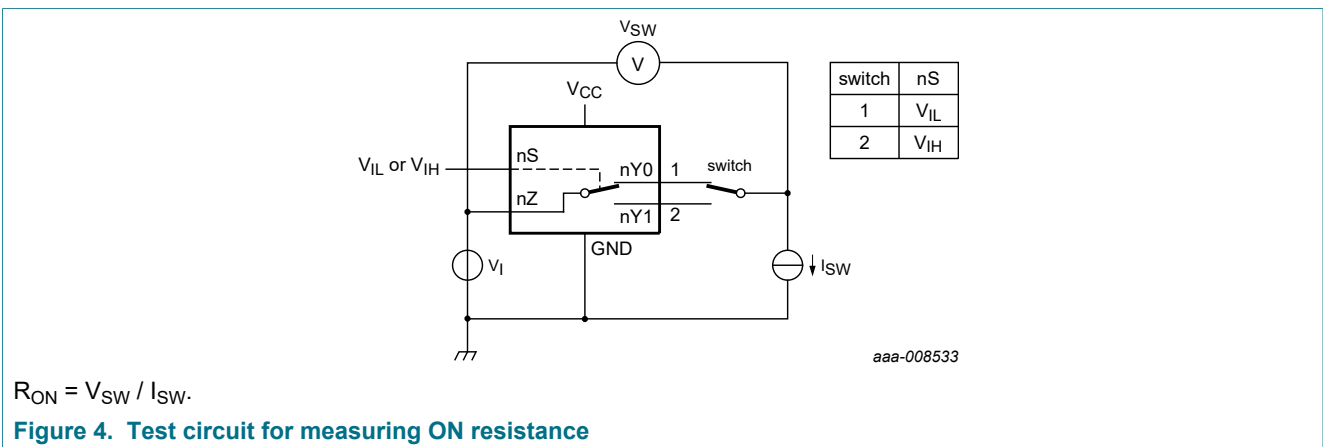 VSW
V
switch nS
1 VIL
2 VIH
VCC
VIL or VIH
nS
nY0 1 switch
nZ
nY1 2
GND
VI
ISW
aaa-008533
RON = VSW / ISW.
Figure 4. Test circuit for measuring ON resistance